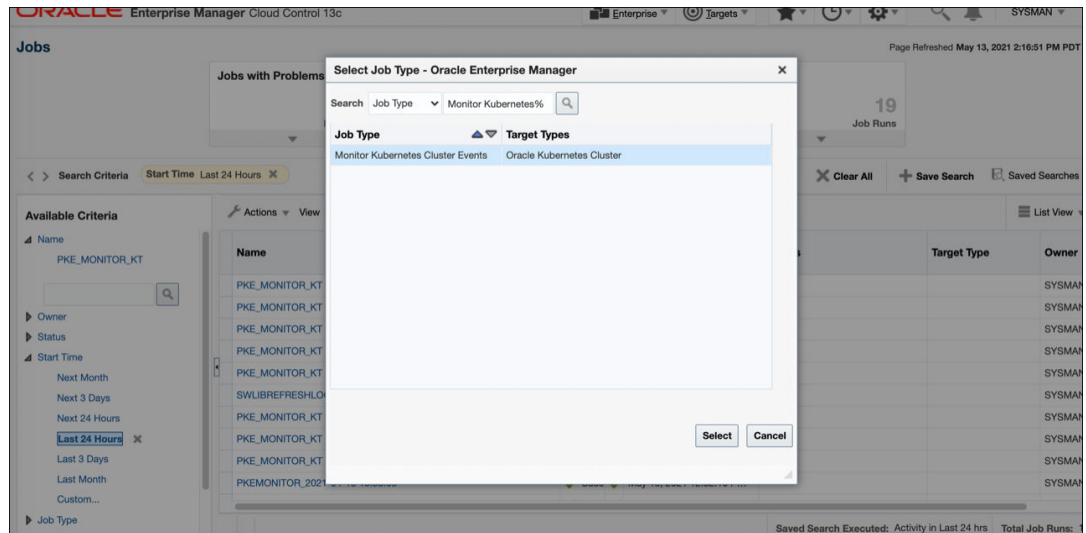 ORACLE Enterprise Manager Cloud Control 13c
Enterprise
Targets
SYSMAN
Jobs
Page Refreshed May 13, 2021 2:16:51 PM PDT
Jobs with Problems
19
Job Runs
Select Job Type - Oracle Enterprise Manager
Search Job Type Monitor Kubernetes%
Job Type Target Types
Monitor Kubernetes Cluster Events Oracle Kubernetes Cluster
Select Cancel
Search Criteria Start Time Last 24 Hours
Clear All Save Search Saved Searches
Available Criteria
Actions View
List View
Name
PKE_MONITOR_KT
Owner
Status
Start Time
Next Month
Next 3 Days
Next 24 Hours
Last 24 Hours
Last 3 Days
Last Month
Custom...
Job Type
Name Target Type Owner
PKE_MONITOR_KT SYSMAN
PKE_MONITOR_KT SYSMAN
PKE_MONITOR_KT SYSMAN
PKE_MONITOR_KT SYSMAN
PKE_MONITOR_KT SYSMAN
SWLIBREFRESHLO SYSMAN
PKE_MONITOR_KT SYSMAN
PKE_MONITOR_KT SYSMAN
PKE_MONITOR_KT SYSMAN
PKEMONITOR_2021 SYSMAN
Saved Search Executed: Activity in Last 24 hrs Total Job Runs: